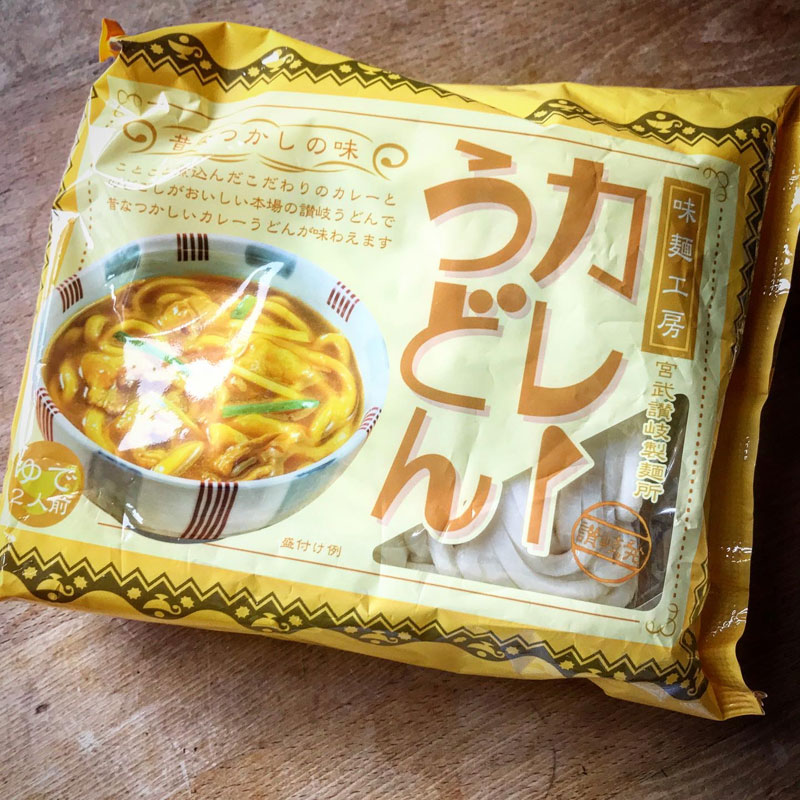 昔なつかしの味
ことこと煮込んだこだわりのカレーと
しがおいしい本場の讃岐うどんで
昔なつかしいカレーうどんが味わえます
カレー
うどん
味麺工房
宮武讃岐製麺所
ゆで
2人前
盛付け例